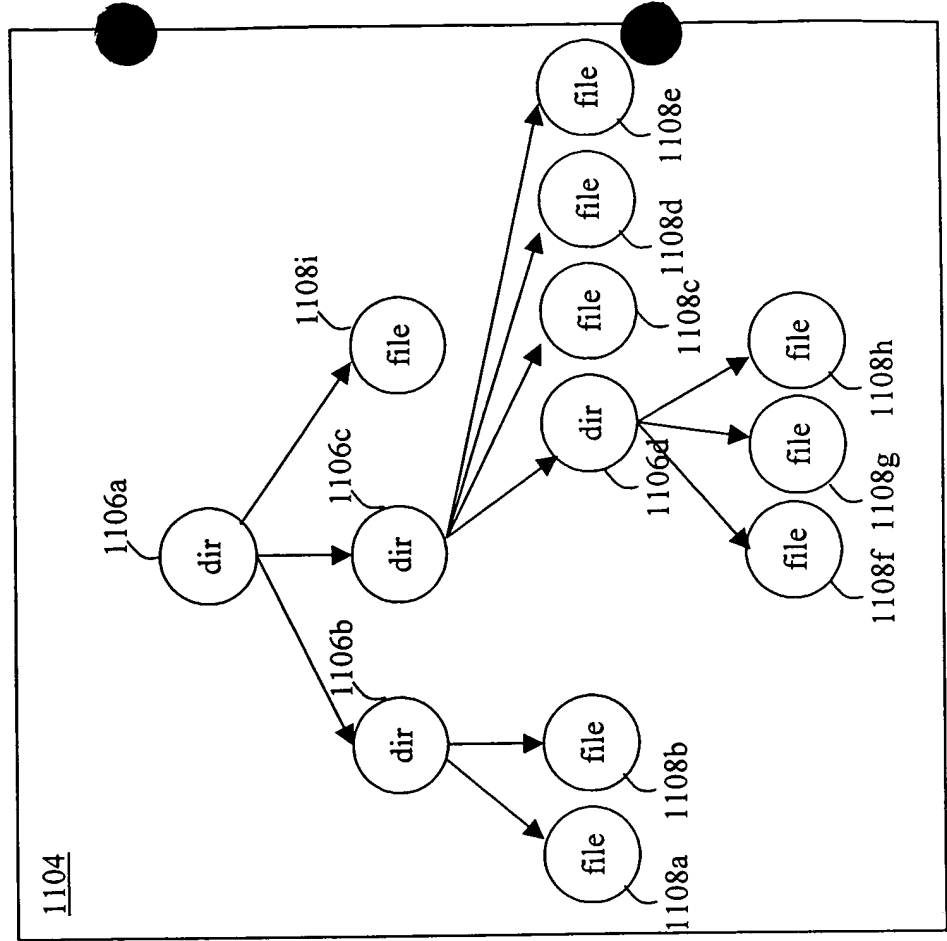 1104
1106a
dir
1106b
1106c
1108i
dir
dir
file
file
file
dir
file
file
file
1108a
1108b
1106d
1108c
1108d
1108e
file
file
file
1108f
1108g
1108h